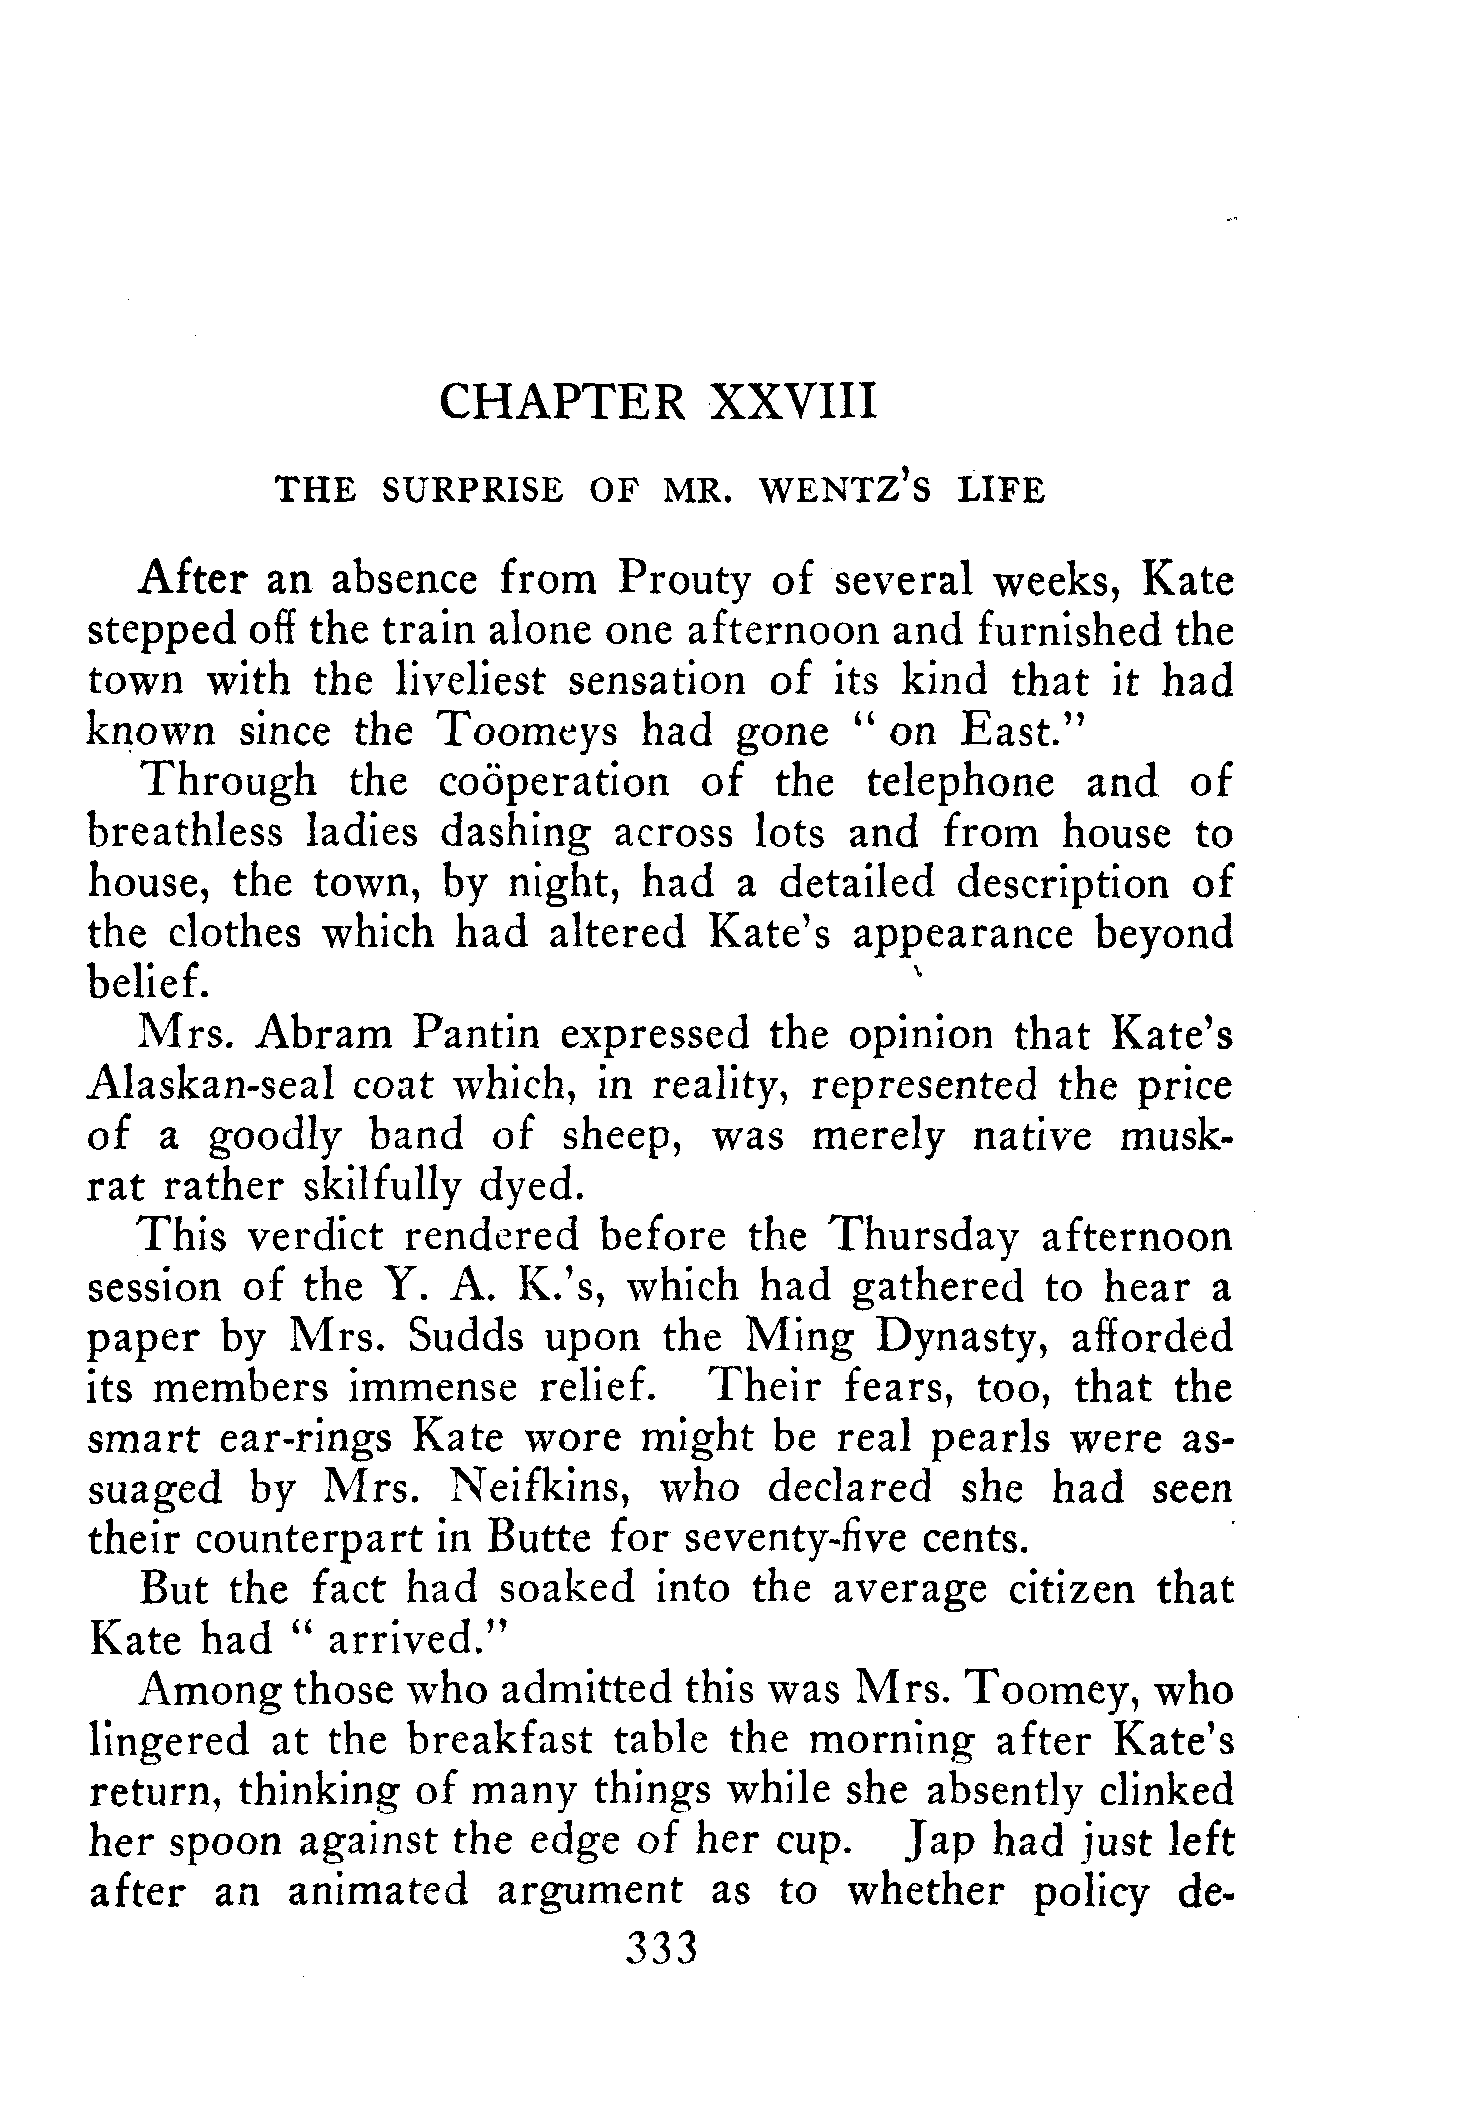 CHAPTER XXVIII
THE SURPRISE OF MR. WENTZ'S LIFE
After an absence from Prouty of several weeks, Kate
stepped off the train alone one afternoon and furnished the
town with the liveliest sensation of its kind that it had
known since the Toomeys had gone " on East."
Through the coöperation of the telephone and of
breathless ladies dashing across lots and from house to
house, the town, by night, had a detailed description of
the clothes which had altered Kate's appearance beyond
belief.
Mrs. Abram Pantin expressed the opinion that Kate's
Alaskan-seal coat which, in reality, represented the price
of a goodly band of sheep, was merely native musk-
rat rather skilfully dyed.
This verdict rendered before the Thursday afternoon
session of the Y. A. K.'s, which had gathered to hear a
paper by Mrs. Sudds upon the Ming Dynasty, afforded
its members immense relief. Their fears, too, that the
smart ear-rings Kate wore might be real pearls were as-
suaged by Mrs. Neifkins, who declared she had seen
their counterpart in Butte for seventy-five cents.
But the fact had soaked into the average citizen that
Kate had " arrived."
Among those who admitted this was Mrs. Toomey, who
lingered at the breakfast table the morning after Kate's
return, thinking of many things while she absently clinked
her spoon against the edge of her cup. Jap had just left
after an animated argument as to whether policy de-
333